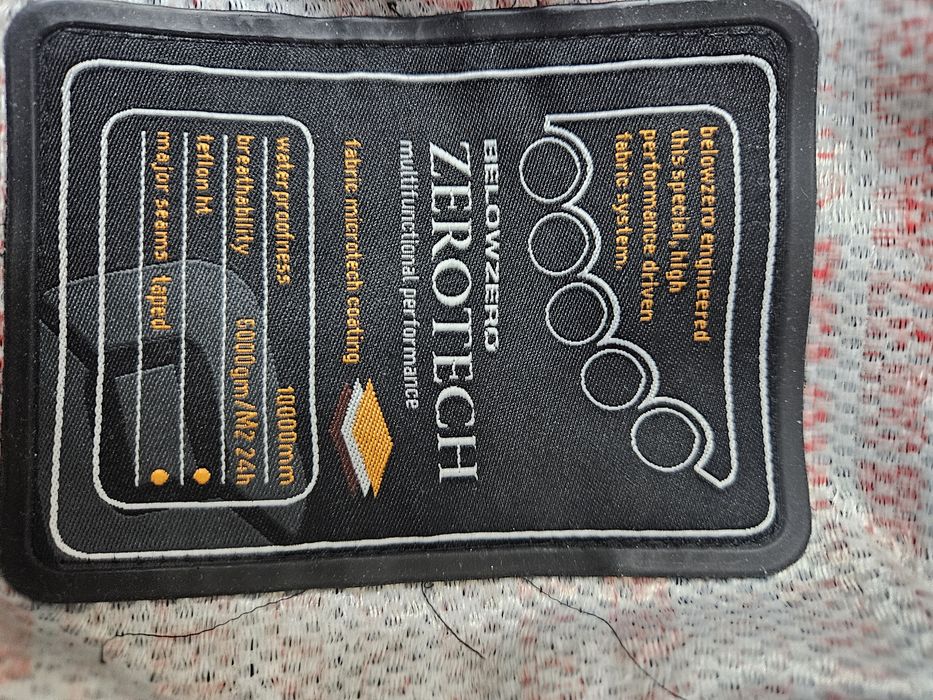 belowzero engineered
this special, high
performance driven
fabric system.
BELOWZERO
ZEROTECH
multifunctional performance
fabric microtech coating
waterproofness 10000mm
breathability 6000gm/M2 24h
teflon ht
major seams taped